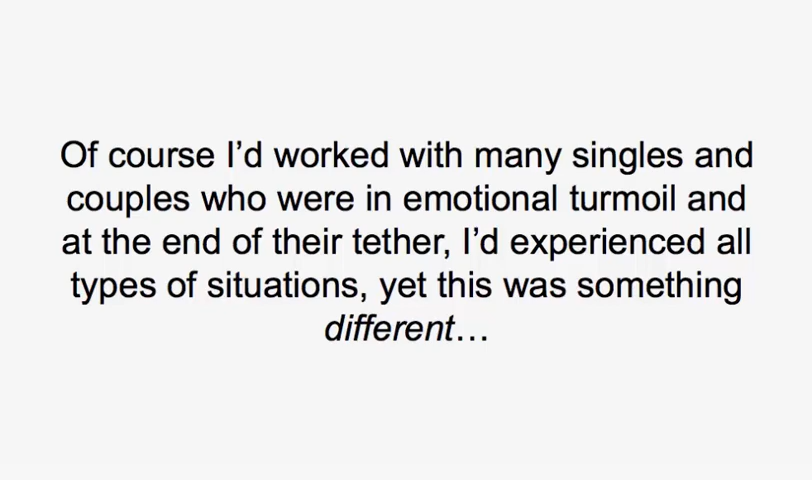 Of course I’d worked with many singles and
couples who were in emotional turmoil and
at the end of their tether, I’d experienced all
types of situations, yet this was something
different…